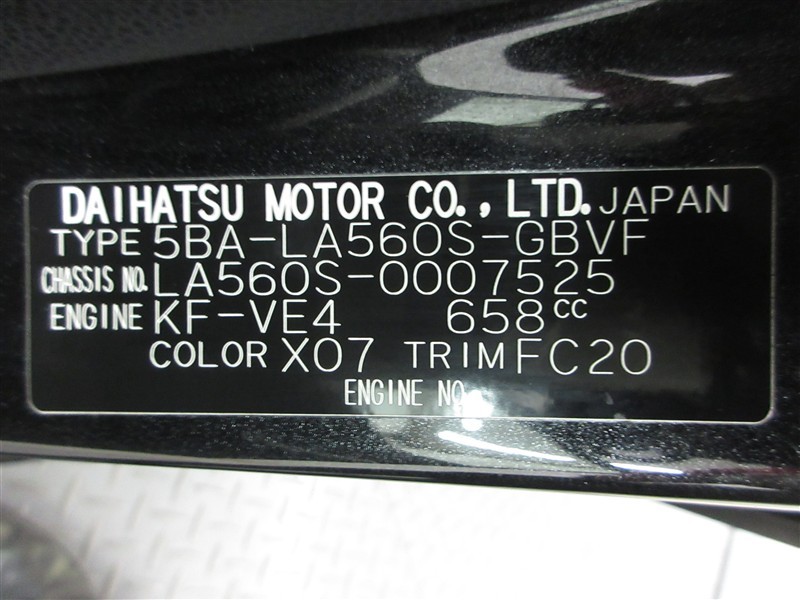 DAIHATSU MOTOR CO., LTD. JAPAN
TYPE 5BA-LA560S-GBVF
CHASSIS NO. LA560S-0007525
ENGINE KF-VE4 658cc
COLOR X07 TRIM FC20
ENGINE NO.